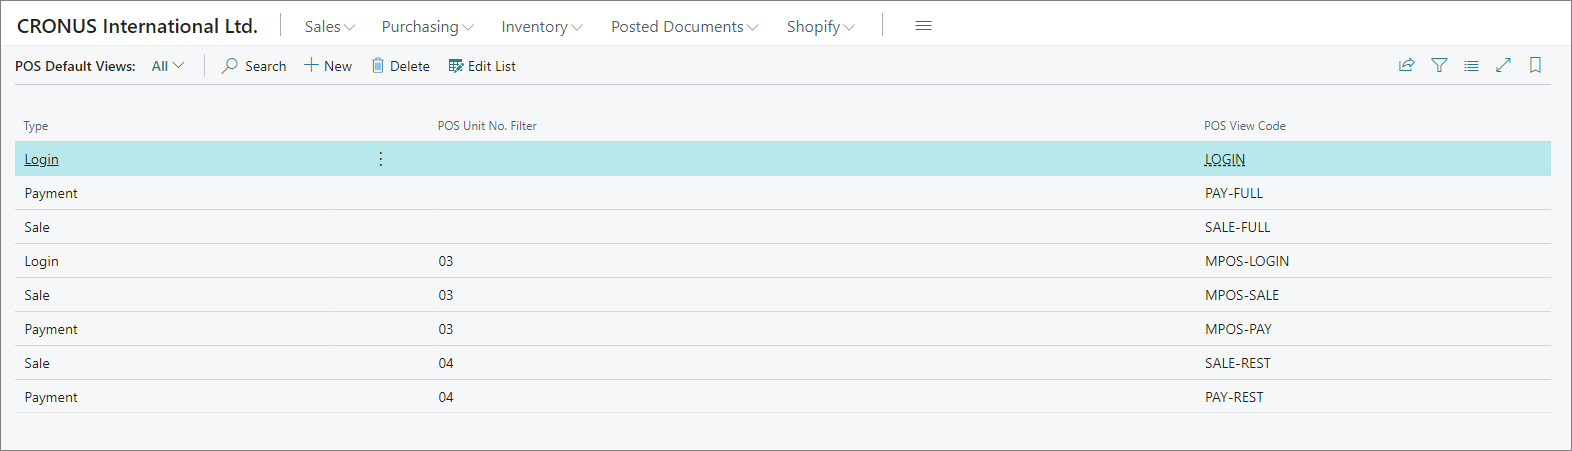 CRONUS International Ltd. Sales Purchasing Inventory Posted Documents Shopify
POS Default Views: All Search New Delete Edit List
Type POS Unit No. Filter POS View Code
Login LOGIN
Payment PAY-FULL
Sale SALE-FULL
Login 03 MPOS-LOGIN
Sale 03 MPOS-SALE
Payment 03 MPOS-PAY
Sale 04 SALE-REST
Payment 04 PAY-REST